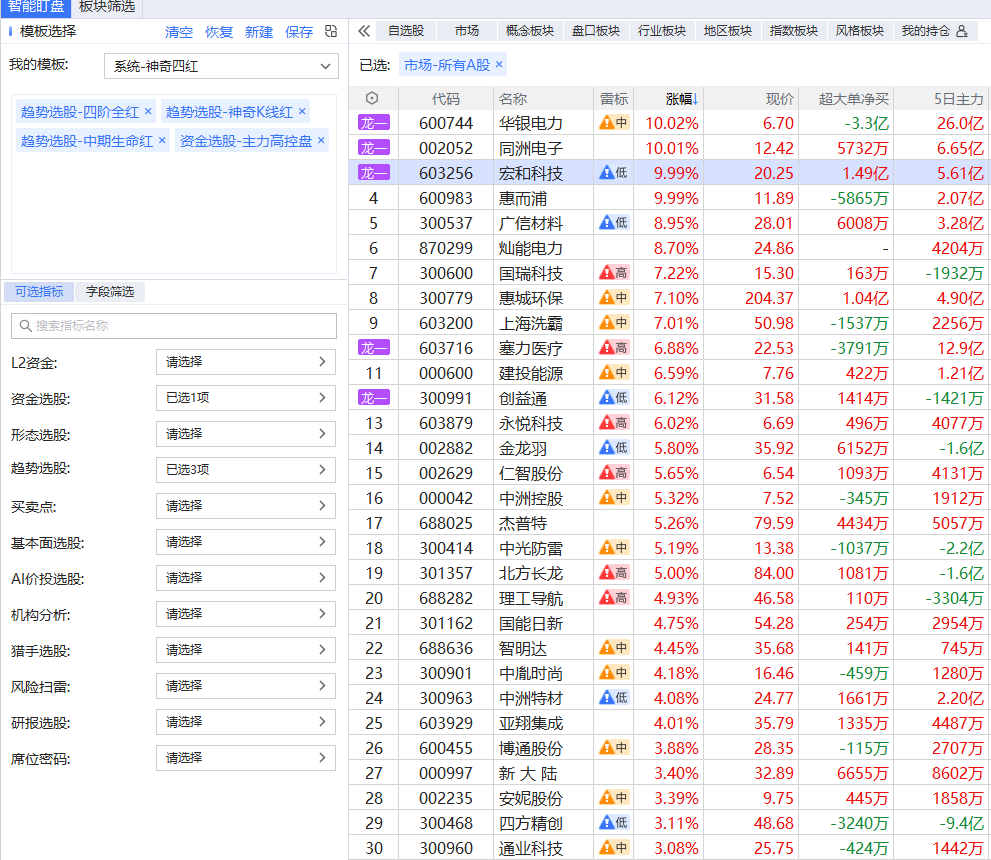 智能盯盘 板块筛选
模板选择 清空 恢复 新建 保存
我的模板: 系统-神奇四红
趋势选股-四阶全红 × 趋势选股-神奇K线红 ×
趋势选股-中期生命红 × 资金选股-主力高控盘 ×
可选指标 字段筛选
搜索指标名称
L2资金: 请选择
资金选股: 已选1项
形态选股: 请选择
趋势选股: 已选3项
买卖点: 请选择
基本面选股: 请选择
AI价投选股: 请选择
机构分析: 请选择
猎手选股: 请选择
风险扫雷: 请选择
研报选股: 请选择
席位密码: 请选择
自选股 市场 概念板块 盘口板块 行业板块 地区板块 指数板块 风格板块 我的持仓
已选: 市场-所有A股 ×
代码 名称 雷标 涨幅↓ 现价 超大单净买 5日主力
龙一 600744 华银电力 中 10.02% 6.70 -3.3亿 26.0亿
龙一 002052 同洲电子 10.01% 12.42 5732万 6.65亿
龙一 603256 宏和科技 低 9.99% 20.25 1.49亿 5.61亿
4 600983 惠而浦 9.99% 11.89 -5865万 2.07亿
5 300537 广信材料 低 8.95% 28.01 6008万 3.28亿
6 870299 灿能电力 8.70% 24.86 - 4204万
7 300600 国瑞科技 高 7.22% 15.30 163万 -1932万
8 300779 惠城环保 中 7.10% 204.37 1.04亿 4.90亿
9 603200 上海洗霸 中 7.01% 50.98 -1537万 2256万
龙一 603716 塞力医疗 高 6.88% 22.53 -3791万 12.9亿
11 000600 建投能源 中 6.59% 7.76 422万 1.21亿
龙一 300991 创益通 低 6.12% 31.58 1414万 -1421万
13 603879 永悦科技 高 6.02% 6.69 496万 4077万
14 002882 金龙羽 低 5.80% 35.92 6152万 -1.6亿
15 002629 仁智股份 高 5.65% 6.54 1093万 4131万
16 000042 中洲控股 中 5.32% 7.52 -345万 1912万
17 688025 杰普特 5.26% 79.59 4434万 5057万
18 300414 中光防雷 中 5.19% 13.38 -1037万 -2.2亿
19 301357 北方长龙 高 5.00% 84.00 1081万 -1.6亿
20 688282 理工导航 高 4.93% 46.58 110万 -3304万
21 301162 国能日新 4.75% 54.28 254万 2954万
22 688636 智明达 中 4.45% 35.68 141万 745万
23 300901 中胤时尚 中 4.18% 16.46 -459万 1280万
24 300963 中洲特材 低 4.08% 24.77 1661万 2.20亿
25 603929 亚翔集成 4.01% 35.79 1335万 4487万
26 600455 博通股份 中 3.88% 28.35 -115万 2707万
27 000997 新 大 陆 3.40% 32.89 6655万 8602万
28 002235 安妮股份 中 3.39% 9.75 445万 1858万
29 300468 四方精创 低 3.11% 48.68 -3240万 -9.4亿
30 300960 通业科技 中 3.08% 25.75 -424万 1442万